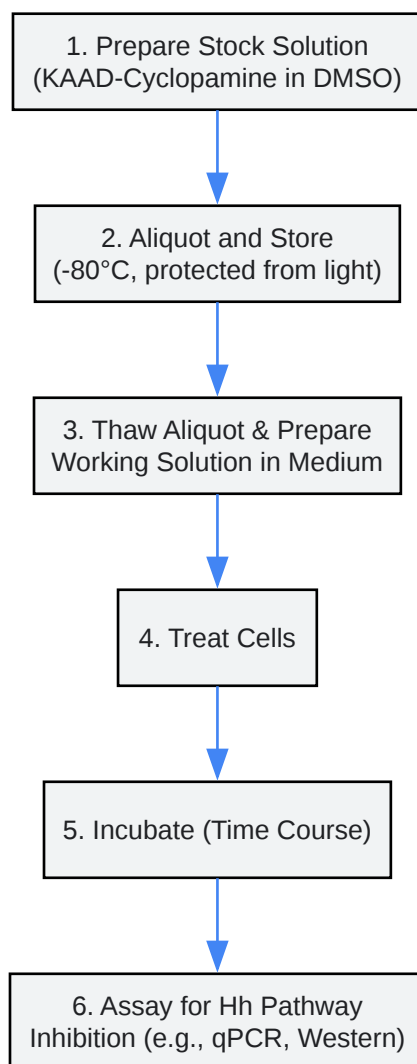 1. Prepare Stock Solution
(KAAD-Cyclopamine in DMSO)
2. Aliquot and Store
(-80°C, protected from light)
3. Thaw Aliquot & Prepare
Working Solution in Medium
4. Treat Cells
5. Incubate (Time Course)
6. Assay for Hh Pathway
Inhibition (e.g., qPCR, Western)